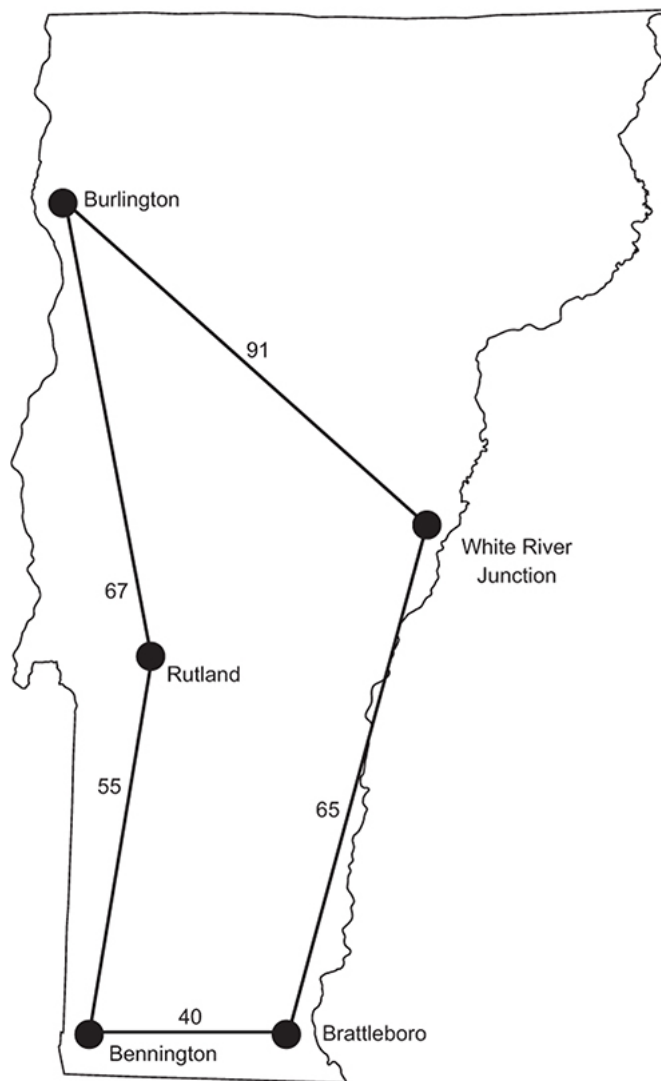 Burlington
91
White River
Junction
67
Rutland
55
65
40
Bennington
Brattleboro